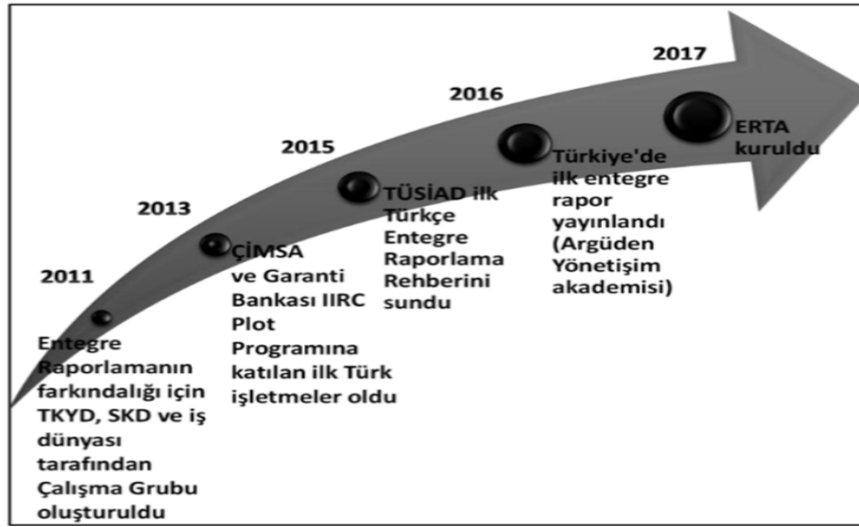 2011
Entegre
Raporlamanın
farkındalığı için
TKYD, SKD ve iş
dünyası
tarafından
Çalışma Grubu
oluşturuldu
2013
ÇİMSA
ve Garanti
Bankası IIRC
Plot
Programına
katılan ilk Türk
işletmeler oldu
2015
TÜSİAD ilk
Türkçe
Entegre
Raporlama
Rehberini
sundu
2016
Türkiye'de
ilk entegre
rapor
yayınlandı
(Argüden
Yönetişim
akademisi)
2017
ERTA
kuruldu